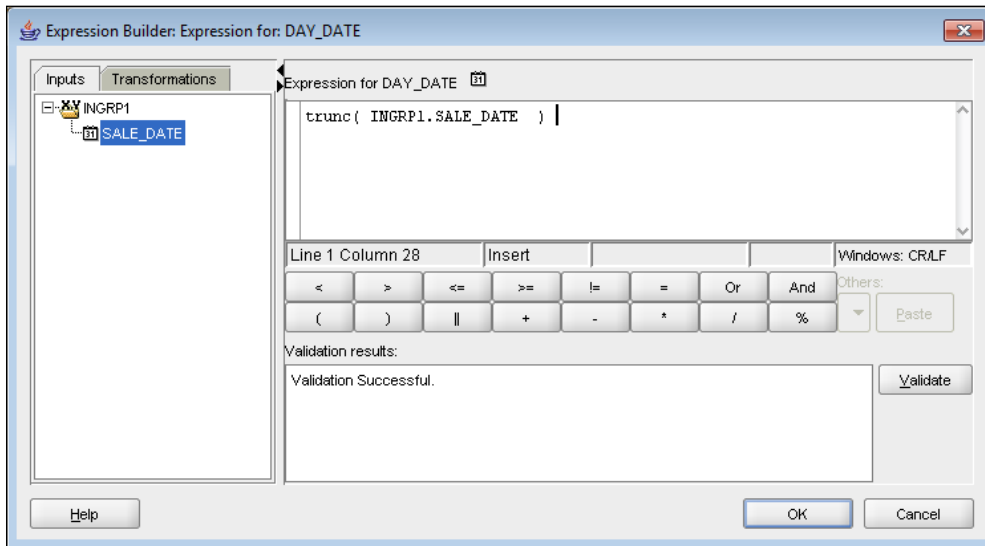 Expression Builder: Expression for: DAY_DATE
Inputs Transformations
INGRP1
SALE_DATE
Expression for DAY_DATE 31
trunc( INGRP1.SALE_DATE )
Line 1 Column 28 Insert Windows: CR/LF
< > <= >= != = Or And Others:
( ) || + - * / % Paste
Validation results:
Validation Successful.
Validate
Help OK Cancel